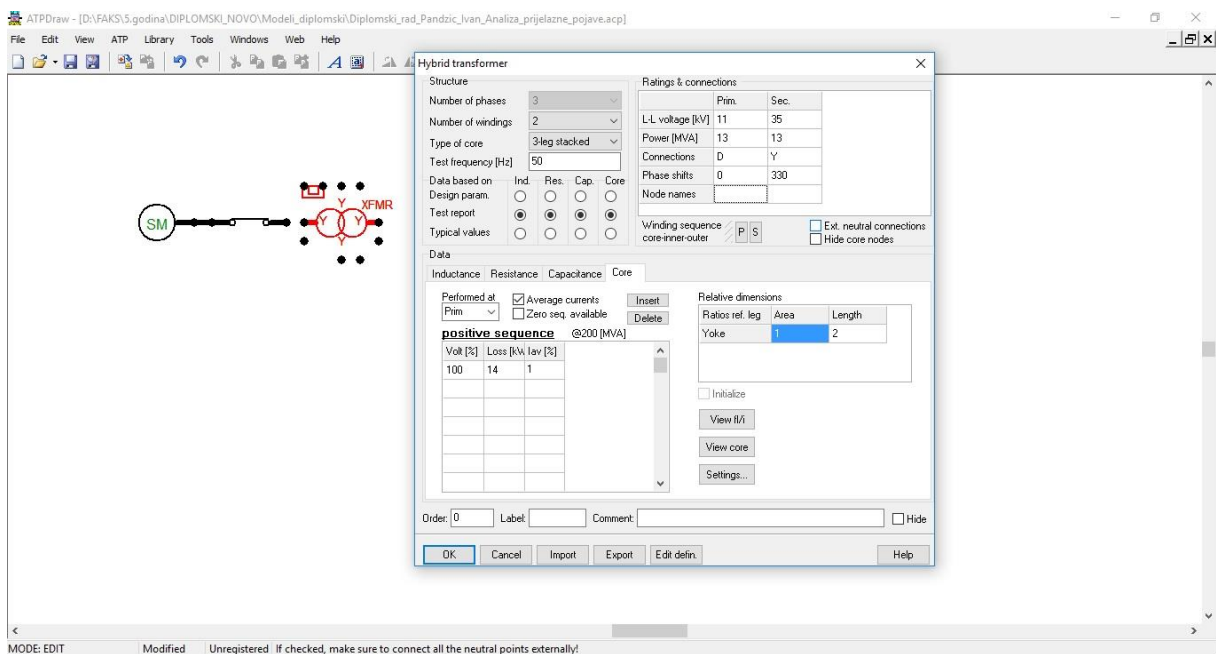 ATPDraw - [D:\FAKS\5.godina\DIPLOMSKI_NOVO\Modeli_diplomski\Diplomski_rad_Pandzic_Ivan_Analiza_prijelazne_pojave.acp]
File Edit View ATP Library Tools Windows Web Help
Hybrid transformer
Structure
Number of phases 3
Number of windings 2
Type of core 3-leg stacked
Test frequency [Hz] 50
Data based on Ind. Res. Cap. Core
Design param.
Test report
Typical values
Ratings & connections
Prim. Sec.
L-L voltage [kV] 11 35
Power [MVA] 13 13
Connections D Y
Phase shifts 0 330
Node names
Winding sequence P S
core-inner-outer
Ext. neutral connections
Hide core nodes
Data
Inductance Resistance Capacitance Core
Performed at
Prim
Average currents
Zero seq. available
Insert
Delete
positive sequence @200 [MVA]
Volt [%] Loss [kW Iav [%]
100 14 1
Relative dimensions
Ratios ref. leg Area Length
Yoke 1 2
Initialize
View fl/i
View core
Settings...
Order: 0 Label: Comment: Hide
OK Cancel Import Export Edit defin. Help
SM
XFMR
Y
Y Y
Y
MODE: EDIT Modified Unregistered If checked, make sure to connect all the neutral points externally!